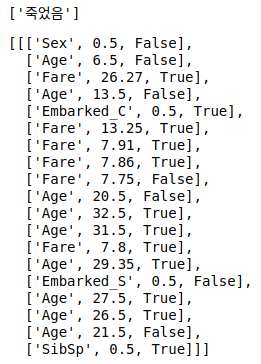 ['죽었음']
[[['Sex', 0.5, False],
['Age', 6.5, False],
['Fare', 26.27, True],
['Age', 13.5, False],
['Embarked_C', 0.5, True],
['Fare', 13.25, True],
['Fare', 7.91, True],
['Fare', 7.86, True],
['Fare', 7.75, False],
['Age', 20.5, False],
['Age', 32.5, True],
['Age', 31.5, True],
['Fare', 7.8, True],
['Age', 29.35, True],
['Embarked_S', 0.5, False],
['Age', 27.5, True],
['Age', 26.5, True],
['Age', 21.5, False],
['SibSp', 0.5, True]]]